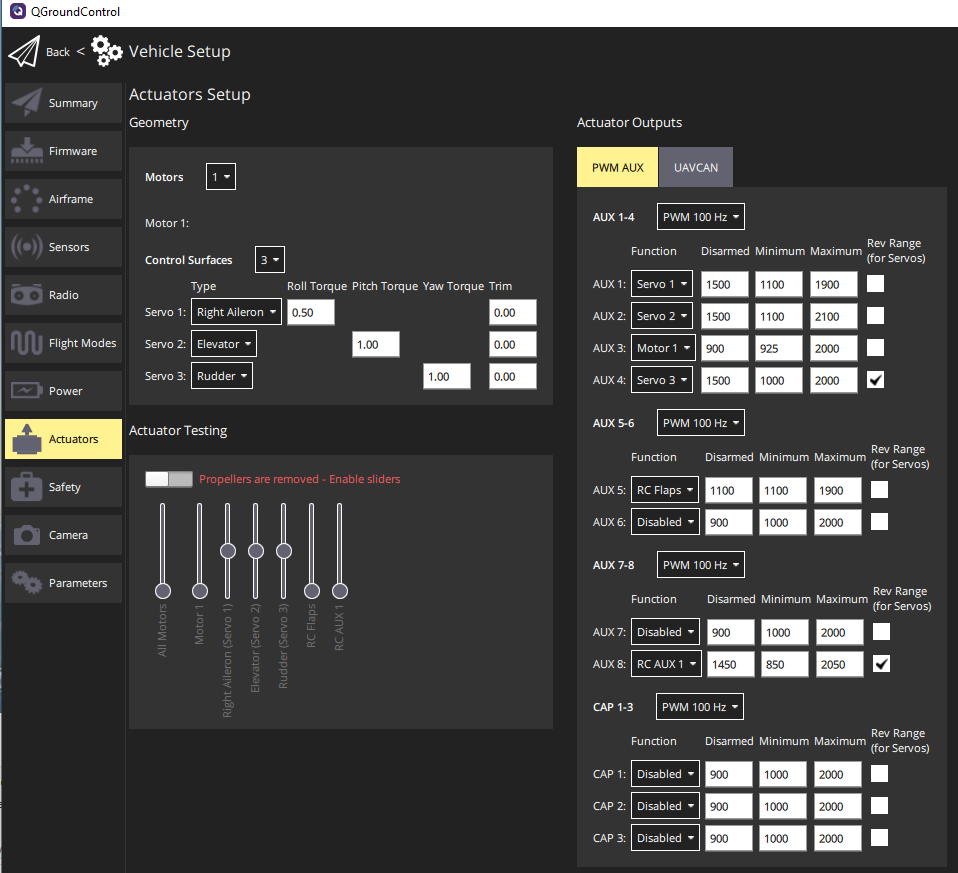 QGroundControl
Back < Vehicle Setup
Summary
Firmware
Airframe
Sensors
Radio
Flight Modes
Power
Actuators
Safety
Camera
Parameters
Actuators Setup
Geometry
Motors 1
Motor 1:
Control Surfaces 3
Type Roll Torque Pitch Torque Yaw Torque Trim
Servo 1: Right Aileron 0.50 0.00
Servo 2: Elevator 1.00 0.00
Servo 3: Rudder 1.00 0.00
Actuator Testing
Propellers are removed - Enable sliders
All Motors
Motor 1
Right Aileron (Servo 1)
Elevator (Servo 2)
Rudder (Servo 3)
RC Flaps
RC AUX 1
Actuator Outputs
PWM AUX UAVCAN
AUX 1-4 PWM 100 Hz
Function Disarmed Minimum Maximum Rev Range
(for Servos)
AUX 1: Servo 1 1500 1100 1900
AUX 2: Servo 2 1500 1100 2100
AUX 3: Motor 1 900 925 2000
AUX 4: Servo 3 1500 1000 2000
AUX 5-6 PWM 100 Hz
Function Disarmed Minimum Maximum Rev Range
(for Servos)
AUX 5: RC Flaps 1100 1100 1900
AUX 6: Disabled 900 1000 2000
AUX 7-8 PWM 100 Hz
Function Disarmed Minimum Maximum Rev Range
(for Servos)
AUX 7: Disabled 900 1000 2000
AUX 8: RC AUX 1 1450 850 2050
CAP 1-3 PWM 100 Hz
Function Disarmed Minimum Maximum Rev Range
(for Servos)
CAP 1: Disabled 900 1000 2000
CAP 2: Disabled 900 1000 2000
CAP 3: Disabled 900 1000 2000